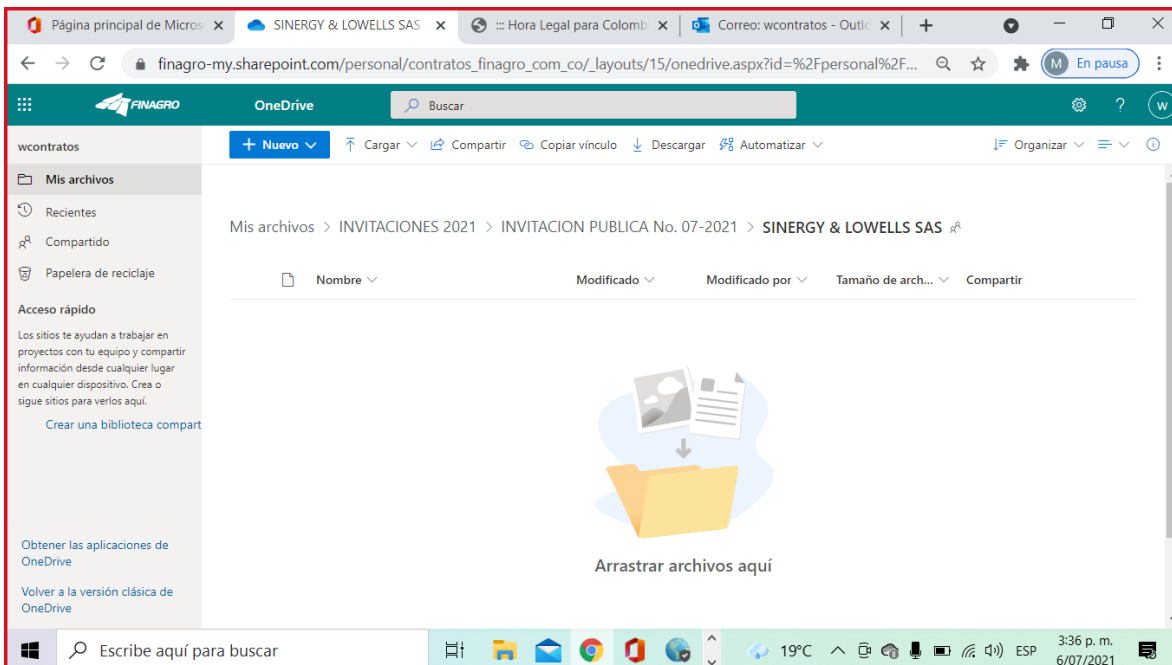 Página principal de Micros
SINERGY & LOWELLS SAS
::: Hora Legal para Colomb
Correo: wcontratos - Outlo
finagro-my.sharepoint.com/personal/contratos_finagro_com_co/_layouts/15/onedrive.aspx?id=%2Fpersonal%2F...
M En pausa
FINAGRO
OneDrive
Buscar
W
wcontratos
+ Nuevo
Cargar
Compartir
Copiar vínculo
Descargar
Automatizar
Organizar
Mis archivos
Recientes
Compartido
Papelera de reciclaje
Acceso rápido
Los sitios te ayudan a trabajar en
proyectos con tu equipo y compartir
información desde cualquier lugar
en cualquier dispositivo. Crea o
sigue sitios para verlos aquí.
Crear una biblioteca compart
Obtener las aplicaciones de
OneDrive
Volver a la versión clásica de
OneDrive
Mis archivos > INVITACIONES 2021 > INVITACION PUBLICA No. 07-2021 > SINERGY & LOWELLS SAS
Nombre
Modificado
Modificado por
Tamaño de arch...
Compartir
Arrastrar archivos aquí
Escribe aquí para buscar
19°C
ESP
3:36 p. m.
6/07/2021